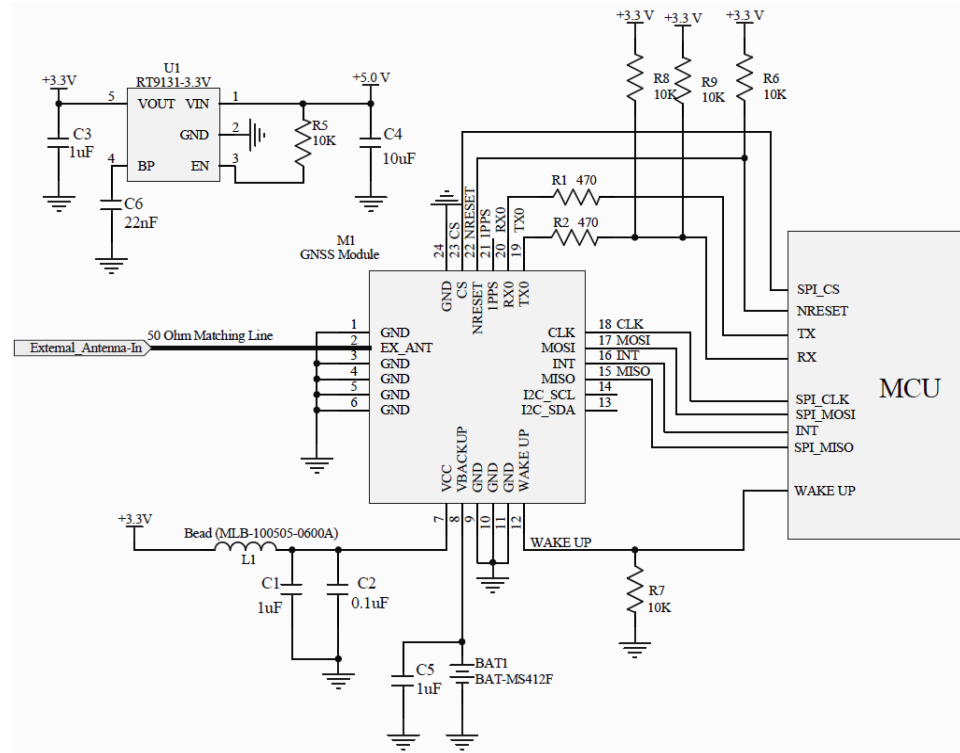 +3.3 V
+3.3 V
+3.3 V
U1
RT9131-3.3V
+3.3V
+5.0 V
R8
10K
R9
10K
R6
10K
5
VOUT
VIN
1
GND
2
4
BP
EN
3
R5
10K
C3
1uF
C4
10uF
C6
22nF
R1 470
R2 470
M1
GNSS Module
24
23 CS
22 NRESET
21 1PPS
20 RX0
19 TX0
GND
CS
NRESET
1PPS
RX0
TX0
External_Antenna-In
50 Ohm Matching Line
1
GND
2
EX_ANT
3
GND
4
GND
5
GND
6
GND
CLK
18 CLK
MOSI
17 MOSI
INT
16 INT
MISO
15 MISO
I2C_SCL
14
I2C_SDA
13
VCC
VBACKUP
GND
GND
GND
WAKE UP
7
8
9
10
11
12
SPI_CS
NRESET
TX
RX
MCU
SPI_CLK
SPI_MOSI
INT
SPI_MISO
WAKE UP
+3.3V
Bead (MLB-100505-0600A)
L1
C1
1uF
C2
0.1uF
WAKE UP
R7
10K
C5
1uF
BAT1
BAT-MS412F